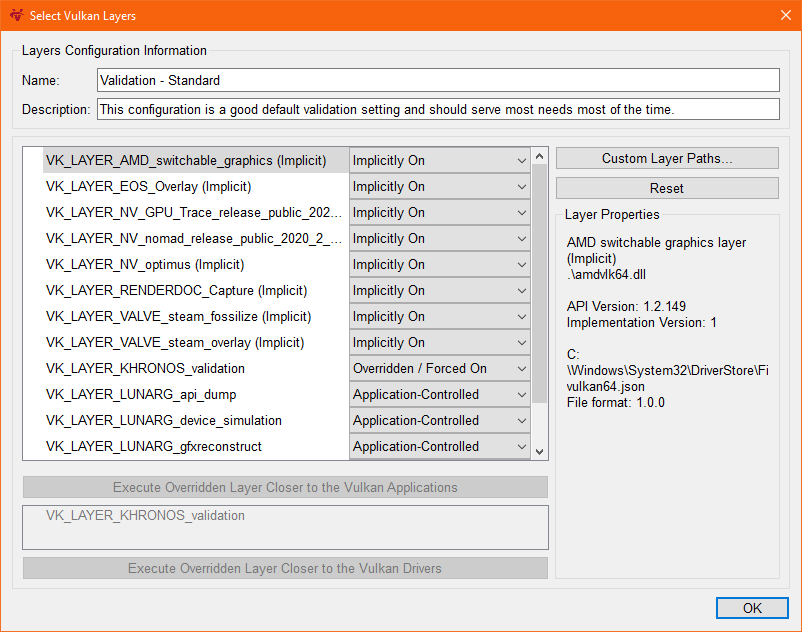 Select Vulkan Layers
Layers Configuration Information
Name: Validation - Standard
Description: This configuration is a good default validation setting and should serve most needs most of the time.
VK_LAYER_AMD_switchable_graphics (Implicit) Implicitly On
VK_LAYER_EOS_Overlay (Implicit) Implicitly On
VK_LAYER_NV_GPU_Trace_release_public_202... Implicitly On
VK_LAYER_NV_nomad_release_public_2020_2_... Implicitly On
VK_LAYER_NV_optimus (Implicit) Implicitly On
VK_LAYER_RENDERDOC_Capture (Implicit) Implicitly On
VK_LAYER_VALVE_steam_fossilize (Implicit) Implicitly On
VK_LAYER_VALVE_steam_overlay (Implicit) Implicitly On
VK_LAYER_KHRONOS_validation Overridden / Forced On
VK_LAYER_LUNARG_api_dump Application-Controlled
VK_LAYER_LUNARG_device_simulation Application-Controlled
VK_LAYER_LUNARG_gfxreconstruct Application-Controlled
Execute Overridden Layer Closer to the Vulkan Applications
VK_LAYER_KHRONOS_validation
Execute Overridden Layer Closer to the Vulkan Drivers
Custom Layer Paths...
Reset
Layer Properties
AMD switchable graphics layer
(Implicit)
.\amdvlk64.dll
API Version: 1.2.149
Implementation Version: 1
C:
\Windows\System32\DriverStore\Fi
vulkan64.json
File format: 1.0.0
OK